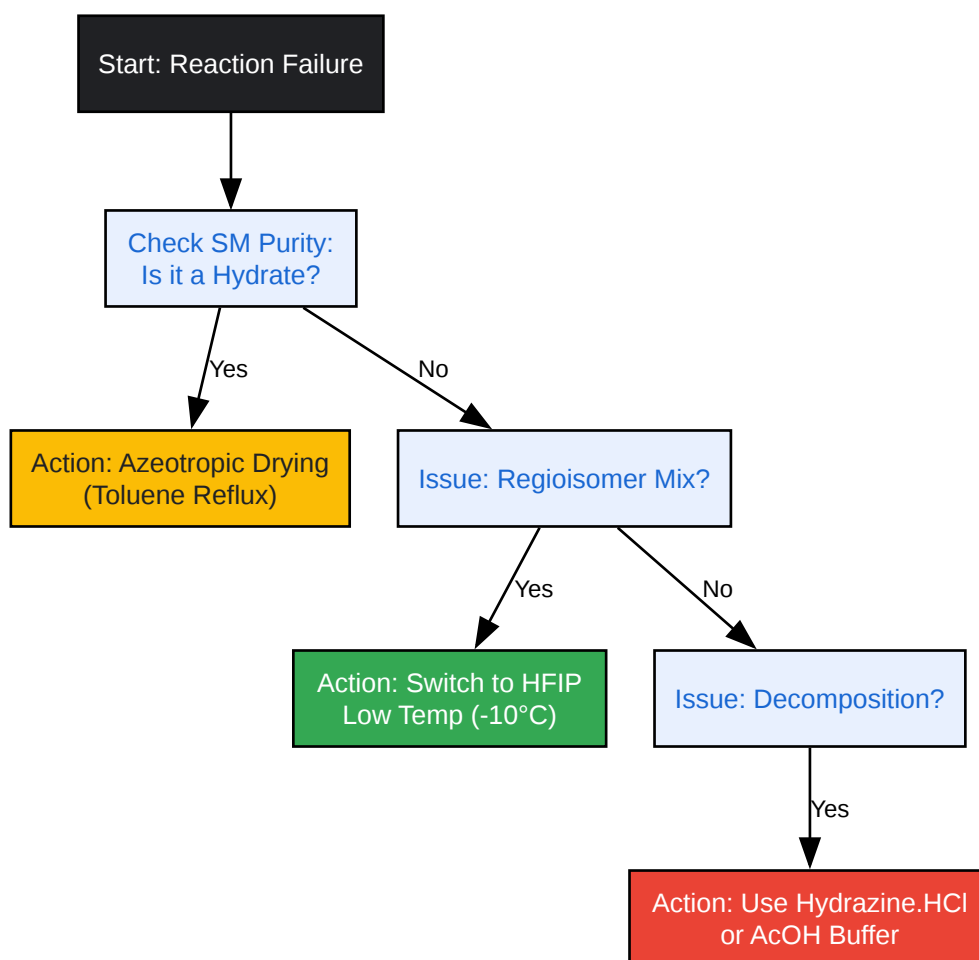 Start: Reaction Failure
Check SM Purity:
Is it a Hydrate?
Yes
No
Action: Azeotropic Drying
(Toluene Reflux)
Issue: Regioisomer Mix?
Yes
No
Action: Switch to HFIP
Low Temp (-10°C)
Issue: Decomposition?
Yes
Action: Use Hydrazine.HCl
or AcOH Buffer